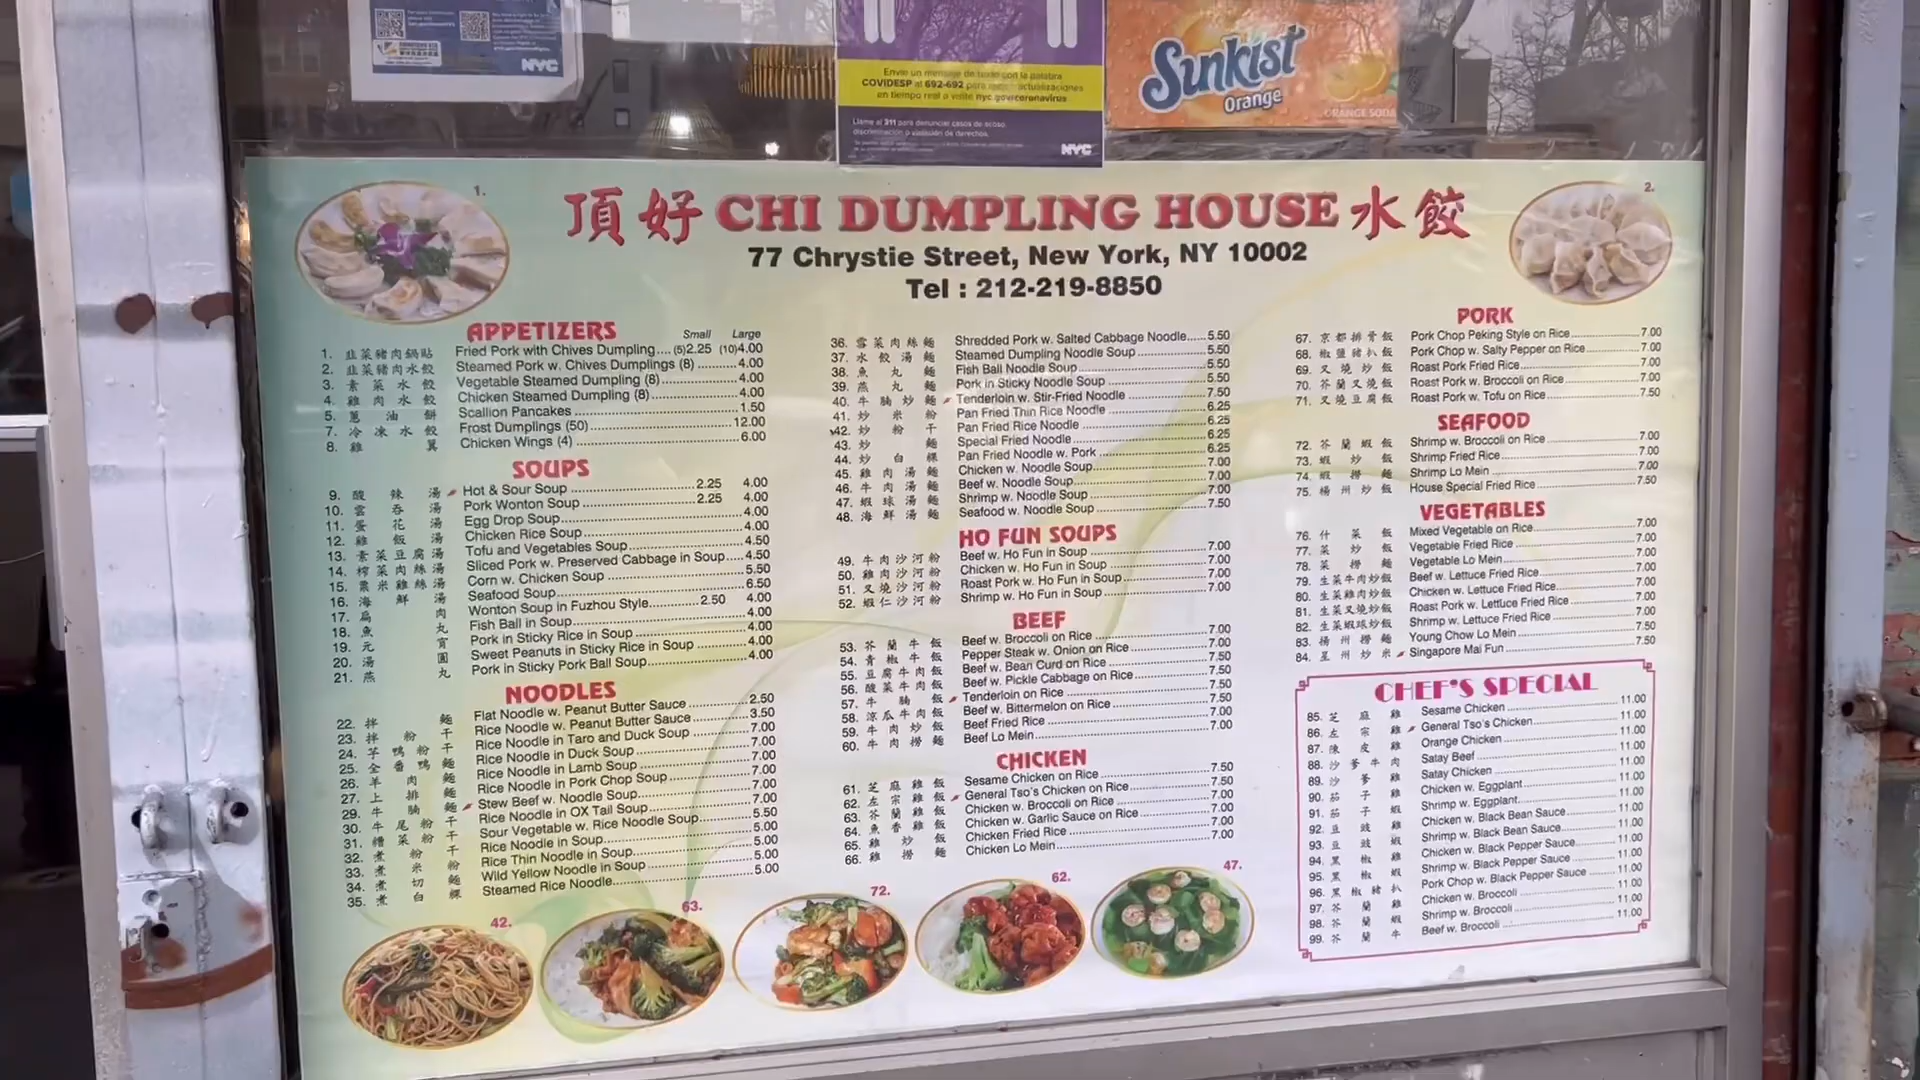 NYC
Envíe un mensaje de texto con la palabra
COVIDESP al 692-692 para recibir actualizaciones
en tiempo real o visite nyc.gov/coronavirus
Llame al 311 para denunciar casos de acoso,
discriminación o violación de derechos.
NYC
Sunkist
Orange
ORANGE SODA
1.
2.
頂好 CHI DUMPLING HOUSE 水餃
77 Chrystie Street, New York, NY 10002
Tel : 212-219-8850
APPETIZERS Small Large
1. 韭菜豬肉鍋貼 Fried Pork with Chives Dumpling.... (5)2.25 (10)4.00
2. 韭菜豬肉水餃 Steamed Pork w. Chives Dumplings (8) 4.00
3. 素菜水餃 Vegetable Steamed Dumpling (8) 4.00
4. 雞肉水餃 Chicken Steamed Dumpling (8) 4.00
5. 蔥油餅 Scallion Pancakes 1.50
7. 冷凍水餃 Frost Dumplings (50) 12.00
8. 雞翼 Chicken Wings (4) 6.00
SOUPS
9. 酸辣湯 Hot & Sour Soup 2.25 4.00
10. 雲吞湯 Pork Wonton Soup 2.25 4.00
11. 蛋花湯 Egg Drop Soup 4.00
12. 雞飯湯 Chicken Rice Soup 4.00
13. 素菜豆腐湯 Tofu and Vegetables Soup 4.50
14. 榨菜肉絲湯 Sliced Pork w. Preserved Cabbage in Soup 4.50
15. 粟米雞絲湯 Corn w. Chicken Soup 5.50
16. 海鮮湯 Seafood Soup 6.50
17. 扁肉 Wonton Soup in Fuzhou Style 2.50 4.00
18. 魚丸 Fish Ball in Soup 4.00
19. 元宵 Pork in Sticky Rice in Soup 4.00
20. 湯圓 Sweet Peanuts in Sticky Rice in Soup 4.00
21. 燕丸 Pork in Sticky Pork Ball Soup 4.00
NOODLES
22. 拌麵 Flat Noodle w. Peanut Butter Sauce 2.50
23. 拌粉干 Rice Noodle w. Peanut Butter Sauce 3.50
24. 芋鴨粉干 Rice Noodle in Taro and Duck Soup 7.00
25. 全番鴨麵 Rice Noodle in Duck Soup 7.00
26. 羊肉麵 Rice Noodle in Lamb Soup 7.00
27. 上排麵 Rice Noodle in Pork Chop Soup 7.00
29. 牛腩麵 Stew Beef w. Noodle Soup 7.00
30. 牛尾粉干 Rice Noodle in OX Tail Soup 7.00
31. 糟菜粉干 Sour Vegetable w. Rice Noodle Soup 5.50
32. 煮粉干 Rice Noodle in Soup 5.00
33. 煮米粉 Rice Thin Noodle in Soup 5.00
34. 煮切麵 Wild Yellow Noodle in Soup 5.00
35. 煮白粿 Steamed Rice Noodle 5.00
36. 雪菜肉絲麵 Shredded Pork w. Salted Cabbage Noodle 5.50
37. 水餃湯麵 Steamed Dumpling Noodle Soup 5.50
38. 魚丸麵 Fish Ball Noodle Soup 5.50
39. 燕丸麵 Pork in Sticky Noodle Soup 5.50
40. 牛腩炒麵 Tenderloin w. Stir-Fried Noodle 7.50
41. 炒米粉 Pan Fried Thin Rice Noodle 6.25
42. 炒粉干 Pan Fried Rice Noodle 6.25
43. 炒麵 Special Fried Noodle 6.25
44. 炒白粿 Pan Fried Noodle w. Pork 6.25
45. 雞肉湯麵 Chicken w. Noodle Soup 7.00
46. 牛肉湯麵 Beef w. Noodle Soup 7.00
47. 蝦球湯麵 Shrimp w. Noodle Soup 7.00
48. 海鮮湯麵 Seafood w. Noodle Soup 7.50
HO FUN SOUPS
49. 牛肉沙河粉 Beef w. Ho Fun in Soup 7.00
50. 雞肉沙河粉 Chicken w. Ho Fun in Soup 7.00
51. 叉燒沙河粉 Roast Pork w. Ho Fun in Soup 7.00
52. 蝦仁沙河粉 Shrimp w. Ho Fun in Soup 7.00
BEEF
53. 芥蘭牛飯 Beef w. Broccoli on Rice 7.00
54. 青椒牛飯 Pepper Steak w. Onion on Rice 7.00
55. 豆腐牛肉飯 Beef w. Bean Curd on Rice 7.50
56. 酸菜牛肉飯 Beef w. Pickle Cabbage on Rice 7.50
57. 牛腩飯 Tenderloin on Rice 7.50
58. 涼瓜牛肉飯 Beef w. Bittermelon on Rice 7.50
59. 牛肉炒飯 Beef Fried Rice 7.00
60. 牛肉撈麵 Beef Lo Mein 7.00
CHICKEN
61. 芝麻雞飯 Sesame Chicken on Rice 7.50
62. 左宗雞飯 General Tso's Chicken on Rice 7.50
63. 芥蘭雞飯 Chicken w. Broccoli on Rice 7.00
64. 魚香雞飯 Chicken w. Garlic Sauce on Rice 7.00
65. 雞炒飯 Chicken Fried Rice 7.00
66. 雞撈麵 Chicken Lo Mein 7.00
PORK
67. 京都排骨飯 Pork Chop Peking Style on Rice 7.00
68. 椒鹽豬扒飯 Pork Chop w. Salty Pepper on Rice 7.00
69. 叉燒炒飯 Roast Pork Fried Rice 7.00
70. 芥蘭叉燒飯 Roast Pork w. Broccoli on Rice 7.00
71. 叉燒豆腐飯 Roast Pork w. Tofu on Rice 7.50
SEAFOOD
72. 芥蘭蝦飯 Shrimp w. Broccoli on Rice 7.00
73. 蝦炒飯 Shrimp Fried Rice 7.00
74. 蝦撈麵 Shrimp Lo Mein 7.00
75. 楊州炒飯 House Special Fried Rice 7.50
VEGETABLES
76. 什菜飯 Mixed Vegetable on Rice 7.00
77. 菜炒飯 Vegetable Fried Rice 7.00
78. 菜撈麵 Vegetable Lo Mein 7.00
79. 生菜牛肉炒飯 Beef w. Lettuce Fried Rice 7.00
80. 生菜雞肉炒飯 Chicken w. Lettuce Fried Rice 7.00
81. 生菜叉燒炒飯 Roast Pork w. Lettuce Fried Rice 7.00
82. 生菜蝦球炒飯 Shrimp w. Lettuce Fried Rice 7.00
83. 揚州撈麵 Young Chow Lo Mein 7.50
84. 星州炒米 Singapore Mai Fun 7.50
CHEF'S SPECIAL
85. 芝麻雞 Sesame Chicken 11.00
86. 左宗雞 General Tso's Chicken 11.00
87. 陳皮雞 Orange Chicken 11.00
88. 沙爹牛肉 Satay Beef 11.00
89. 沙爹雞 Satay Chicken 11.00
90. 茄子雞 Chicken w. Eggplant 11.00
91. 茄子蝦 Shrimp w. Eggplant 11.00
92. 豆豉雞 Chicken w. Black Bean Sauce 11.00
93. 豆豉蝦 Shrimp w. Black Bean Sauce 11.00
94. 黑椒雞 Chicken w. Black Pepper Sauce 11.00
95. 黑椒蝦 Shrimp w. Black Pepper Sauce 11.00
96. 黑椒豬扒 Pork Chop w. Black Pepper Sauce 11.00
97. 芥蘭雞 Chicken w. Broccoli 11.00
98. 芥蘭蝦 Shrimp w. Broccoli 11.00
99. 芥蘭牛 Beef w. Broccoli 11.00
42.
63.
72.
62.
47.